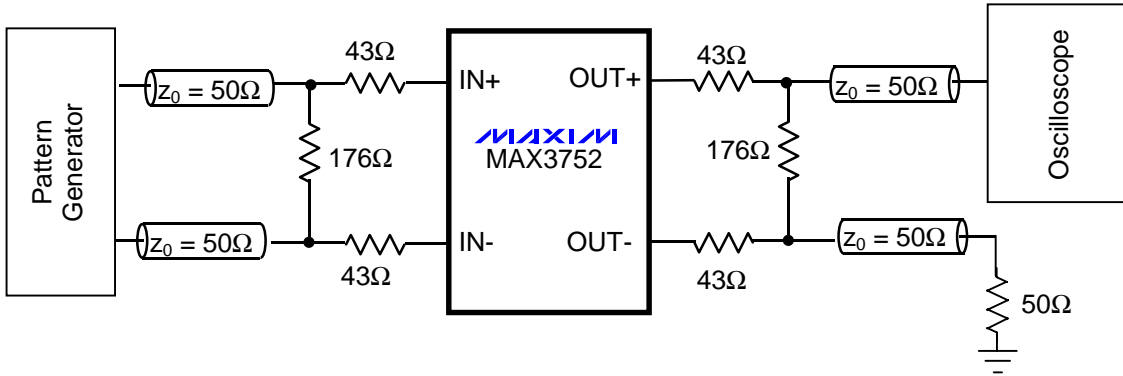 Pattern
Generator
z0 = 50Ω
z0 = 50Ω
176Ω
43Ω
43Ω
IN+
IN-
OUT+
OUT-
MAXIM
MAX3752
43Ω
43Ω
176Ω
z0 = 50Ω
z0 = 50Ω
50Ω
Oscilloscope